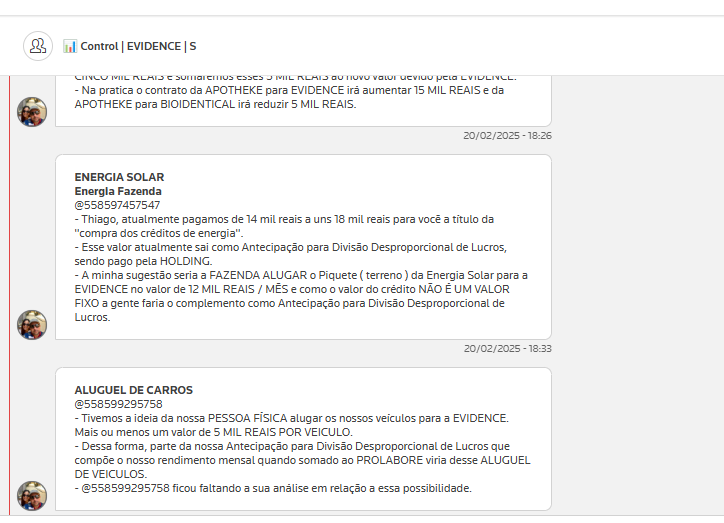 Control | EVIDENCE | S
CINCO MIL REAIS e somaremos esses 5 MIL REAIS ao novo valor devido pela EVIDENCE.
- Na pratica o contrato da APOTHEKE para EVIDENCE irá aumentar 15 MIL REAIS e da
APOTHEKE para BIOIDENTICAL irá reduzir 5 MIL REAIS.
20/02/2025 - 18:26
ENERGIA SOLAR
EnergIa Fazenda
@558597457547
- Thiago, atualmente pagamos de 14 mil reais a uns 18 mil reais para você a título da
"compra dos créditos de energia".
- Esse valor atualmente sai como Antecipação para Divisão Desproporcional de Lucros,
sendo pago pela HOLDING.
- A minha sugestão seria a FAZENDA ALUGAR o Piquete ( terreno ) da Energia Solar para a
EVIDENCE no valor de 12 MIL REAIS / MÊS e como o valor do crédito NÃO É UM VALOR
FIXO a gente faria o complemento como Antecipação para Divisão Desproporcional de
Lucros.
20/02/2025 - 18:33
ALUGUEL DE CARROS
@558599295758
- Tivemos a ideia da nossa PESSOA FÍSICA alugar os nossos veículos para a EVIDENCE.
Mais ou menos um valor de 5 MIL REAIS POR VEICULO.
- Dessa forma, parte da nossa Antecipação para Divisão Desproporcional de Lucros que
compõe o nosso rendimento mensal quando somado ao PROLABORE viria desse ALUGUEL
DE VEICULOS.
- @558599295758 ficou faltando a sua análise em relação a essa possibilidade.